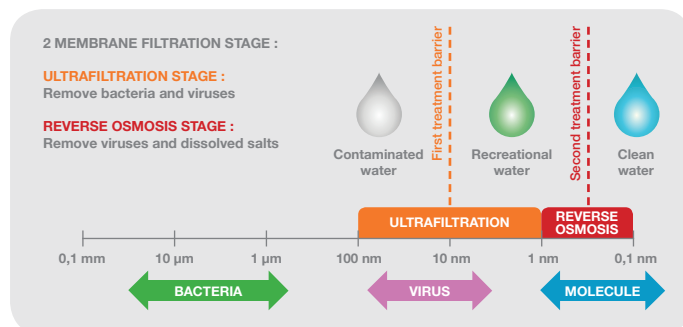 2 MEMBRANE FILTRATION STAGE :
ULTRAFILTRATION STAGE :
Remove bacteria and viruses
REVERSE OSMOSIS STAGE :
Remove viruses and dissolved salts
Contaminated
water
First treatment barrier
Recreational
water
Second treatment barrier
Clean
water
ULTRAFILTRATION
REVERSE
OSMOSIS
0,1 mm
10 µm
1 µm
100 nm
10 nm
1 nm
0,1 nm
BACTERIA
VIRUS
MOLECULE